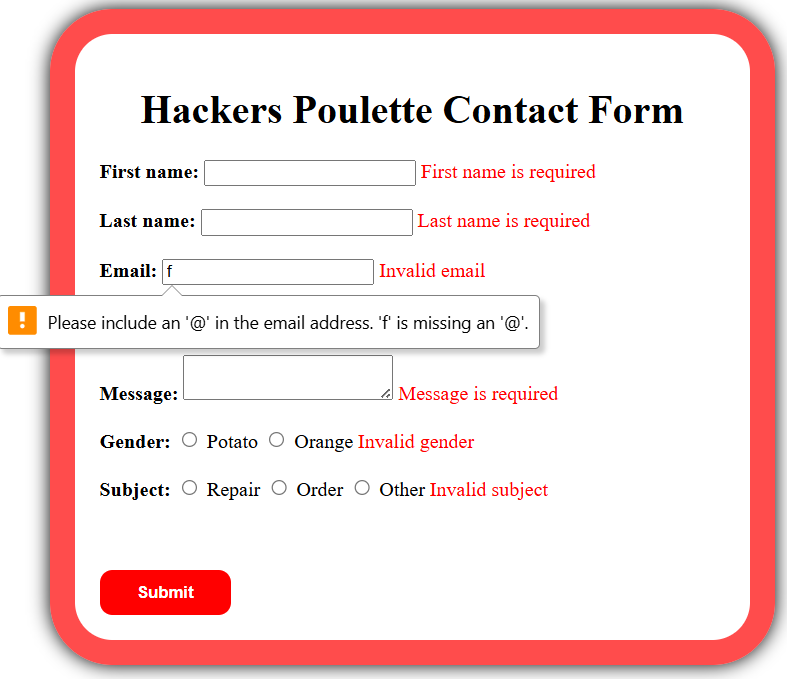 Hackers Poulette Contact Form
First name: First name is required
Last name: Last name is required
Email: f Invalid email
! Please include an '@' in the email address. 'f' is missing an '@'.
Message: Message is required
Gender: Potato Orange Invalid gender
Subject: Repair Order Other Invalid subject
Submit